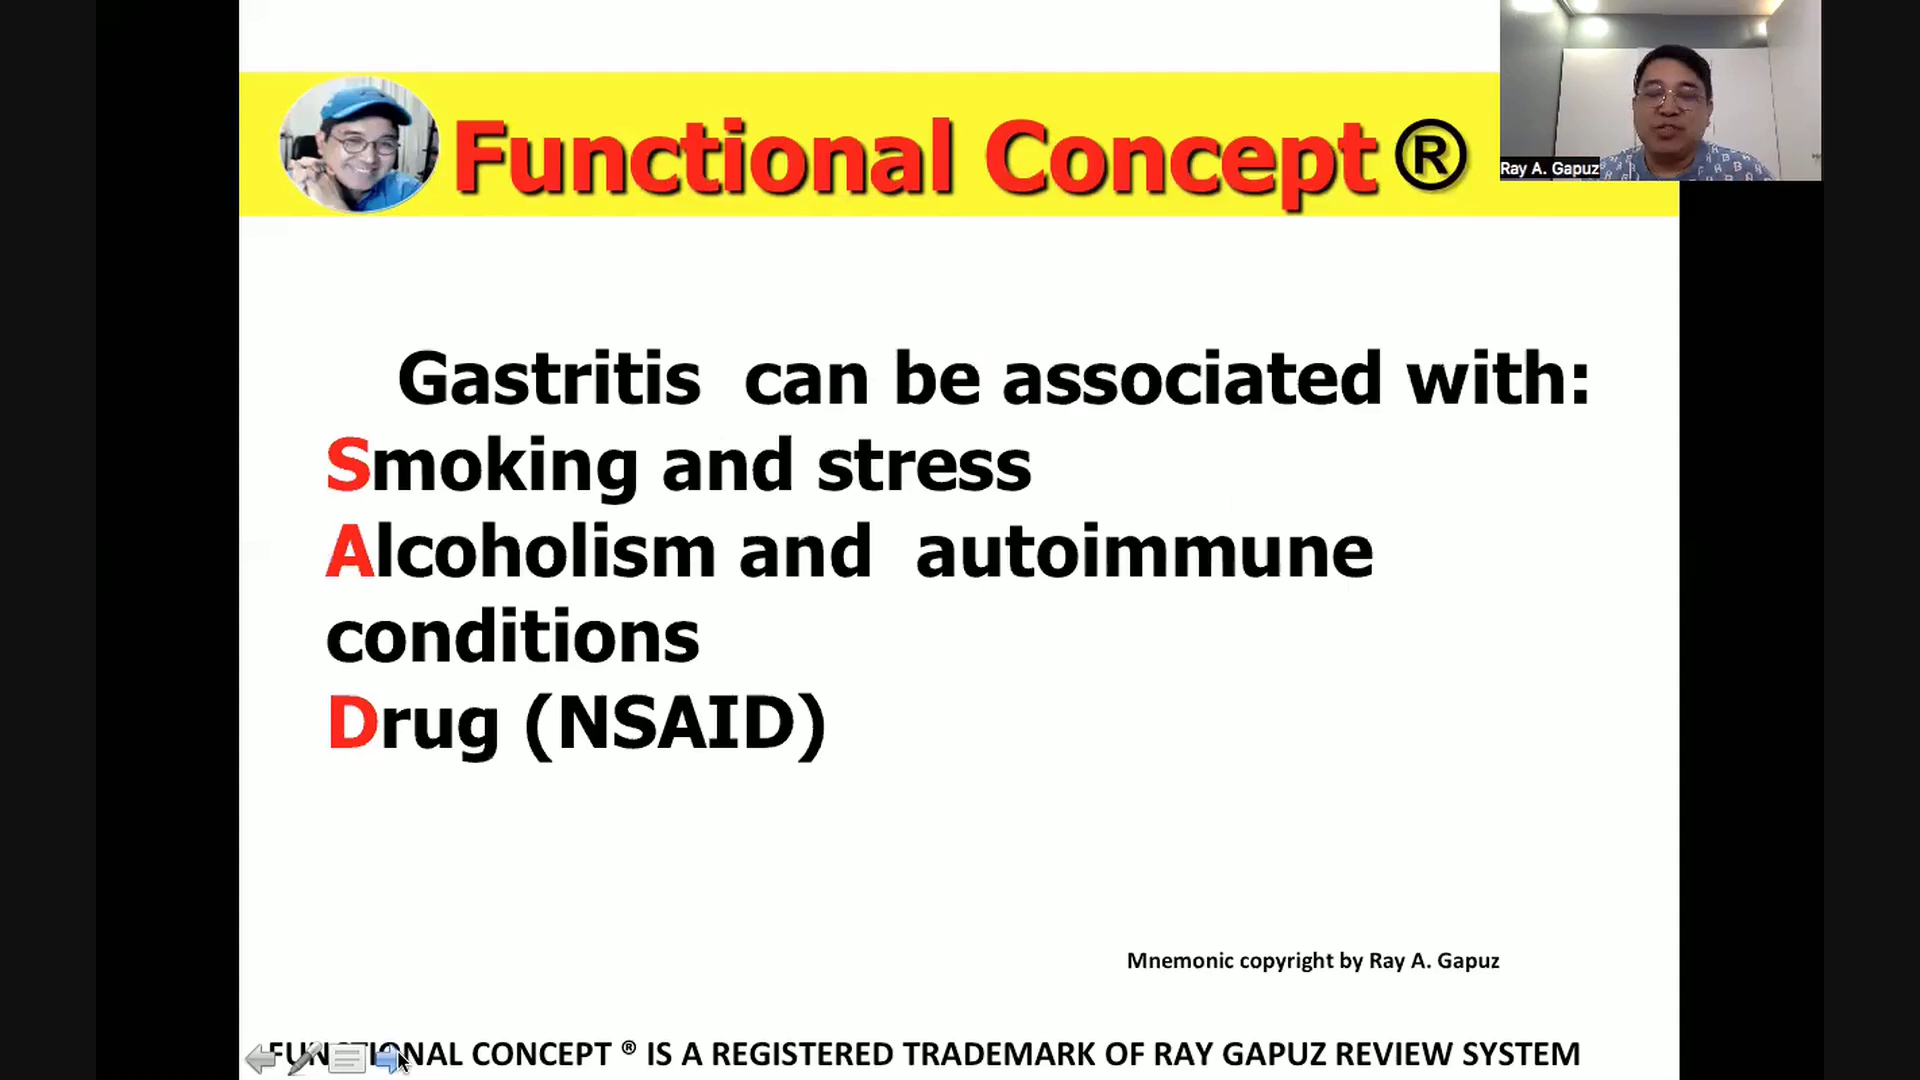 Functional Concept ®
Ray A. Gapuz
Gastritis can be associated with:
Smoking and stress
Alcoholism and autoimmune
conditions
Drug (NSAID)
Mnemonic copyright by Ray A. Gapuz
FUNCTIONAL CONCEPT ® IS A REGISTERED TRADEMARK OF RAY GAPUZ REVIEW SYSTEM